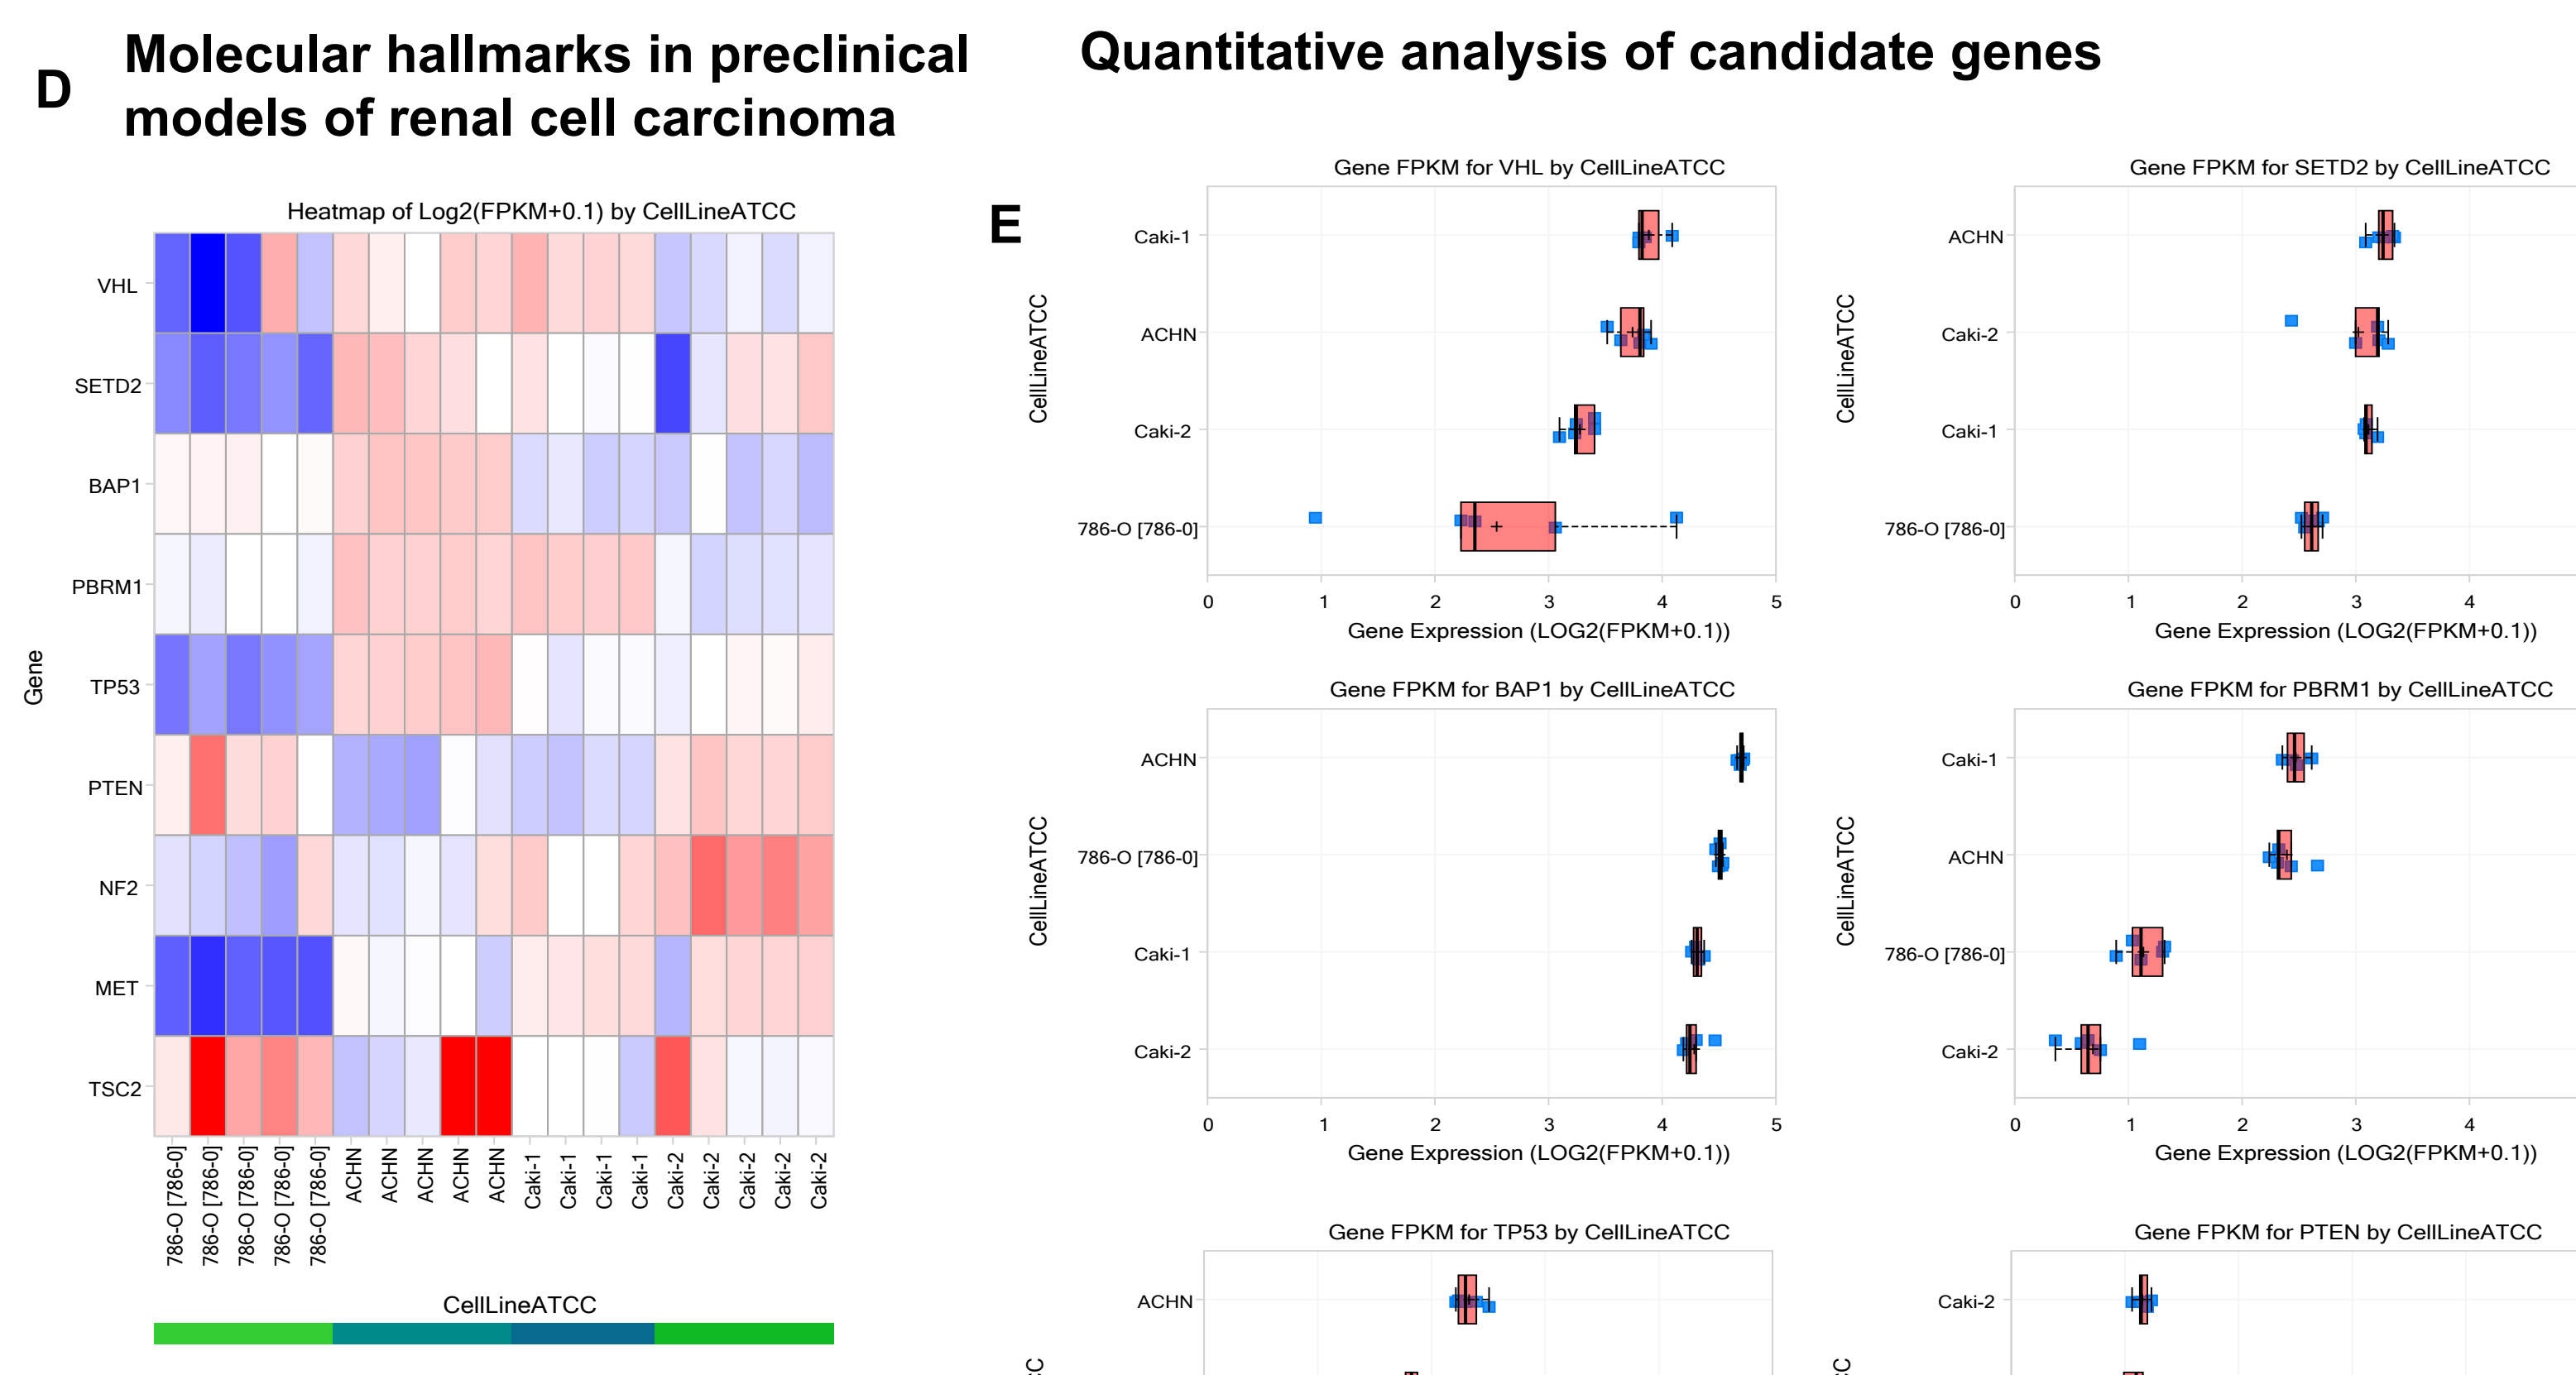 D
Molecular hallmarks in preclinical
models of renal cell carcinoma
Heatmap of Log2(FPKM+0.1) by CellLineATCC
Gene
VHL
SETD2
BAP1
PBRM1
TP53
PTEN
NF2
MET
TSC2
786-O [786-0]
786-O [786-0]
786-O [786-0]
786-O [786-0]
786-O [786-0]
ACHN
ACHN
ACHN
ACHN
ACHN
Caki-1
Caki-1
Caki-1
Caki-1
Caki-2
Caki-2
Caki-2
Caki-2
Caki-2
CellLineATCC
Quantitative analysis of candidate genes
E
Gene FPKM for VHL by CellLineATCC
CellLineATCC
Caki-1
ACHN
Caki-2
786-O [786-0]
0 1 2 3 4 5
Gene Expression (LOG2(FPKM+0.1))
Gene FPKM for SETD2 by CellLineATCC
CellLineATCC
ACHN
Caki-2
Caki-1
786-O [786-0]
0 1 2 3 4
Gene Expression (LOG2(FPKM+0.1))
Gene FPKM for BAP1 by CellLineATCC
CellLineATCC
ACHN
786-O [786-0]
Caki-1
Caki-2
0 1 2 3 4 5
Gene Expression (LOG2(FPKM+0.1))
Gene FPKM for PBRM1 by CellLineATCC
CellLineATCC
Caki-1
ACHN
786-O [786-0]
Caki-2
0 1 2 3 4
Gene Expression (LOG2(FPKM+0.1))
Gene FPKM for TP53 by CellLineATCC
ACHN
Gene FPKM for PTEN by CellLineATCC
Caki-2